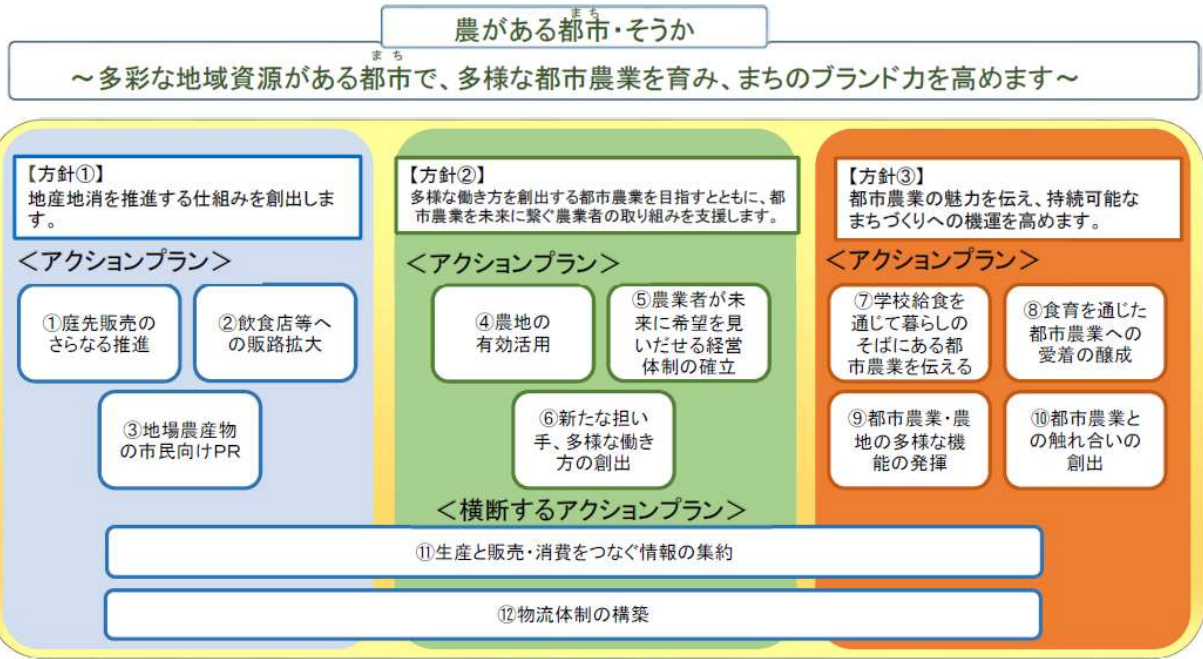 農がある都市・そうか
まち
～多彩な地域資源がある都市で、多様な都市農業を育み、まちのブランド力を高めます～
まち
【方針①】
地産地消を推進する仕組みを創出しま
す。
＜アクションプラン＞
①庭先販売の
さらなる推進
②飲食店等へ
の販路拡大
③地場農産物
の市民向けPR
【方針②】
多様な働き方を創出する都市農業を目指すとともに、都
市農業を未来に繋ぐ農業者の取り組みを支援します。
＜アクションプラン＞
④農地の
有効活用
⑤農業者が未
来に希望を見
いだせる経営
体制の確立
⑥新たな担い
手、多様な働き
方の創出
【方針③】
都市農業の魅力を伝え、持続可能な
まちづくりへの機運を高めます。
＜アクションプラン＞
⑦学校給食を
通じて暮らしの
そばにある都
市農業を伝える
⑧食育を通じた
都市農業への
愛着の醸成
⑨都市農業・農
地の多様な機
能の発揮
⑩都市農業と
の触れ合いの
創出
＜横断するアクションプラン＞
⑪生産と販売・消費をつなぐ情報の集約
⑫物流体制の構築